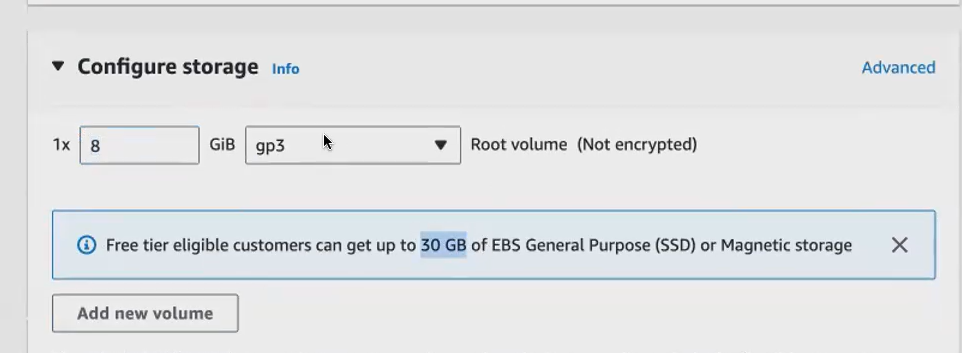 Configure storage Info Advanced
1x 8 GiB gp3 Root volume (Not encrypted)
Free tier eligible customers can get up to 30 GB of EBS General Purpose (SSD) or Magnetic storage
Add new volume